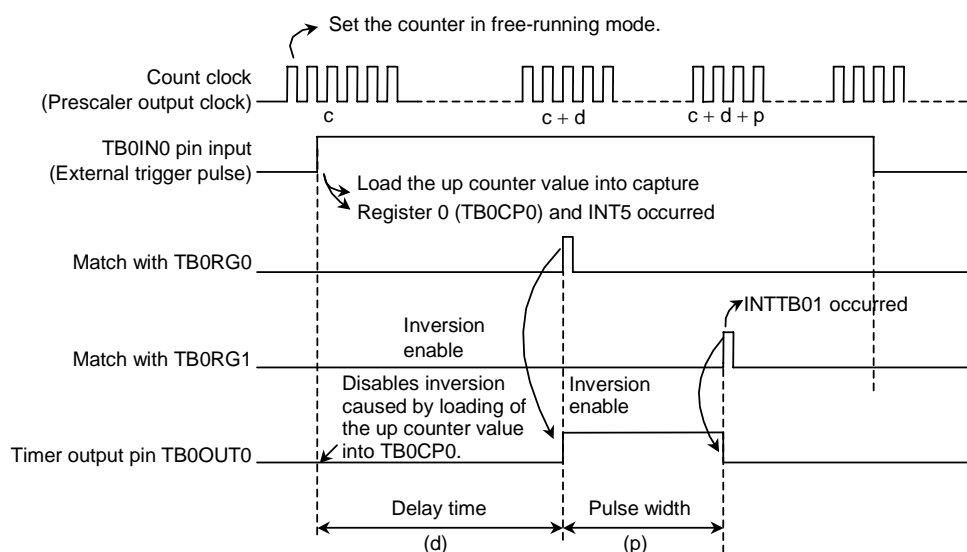 Set the counter in free-running mode.
Count clock
(Prescaler output clock)
c
c + d
c + d + p
TB0IN0 pin input
(External trigger pulse)
Load the up counter value into capture
Register 0 (TB0CP0) and INT5 occurred
Match with TB0RG0
INTTB01 occurred
Inversion
enable
Match with TB0RG1
Disables inversion
caused by loading of
the up counter value
into TB0CP0.
Inversion
enable
Timer output pin TB0OUT0
Delay time
(d)
Pulse width
(p)